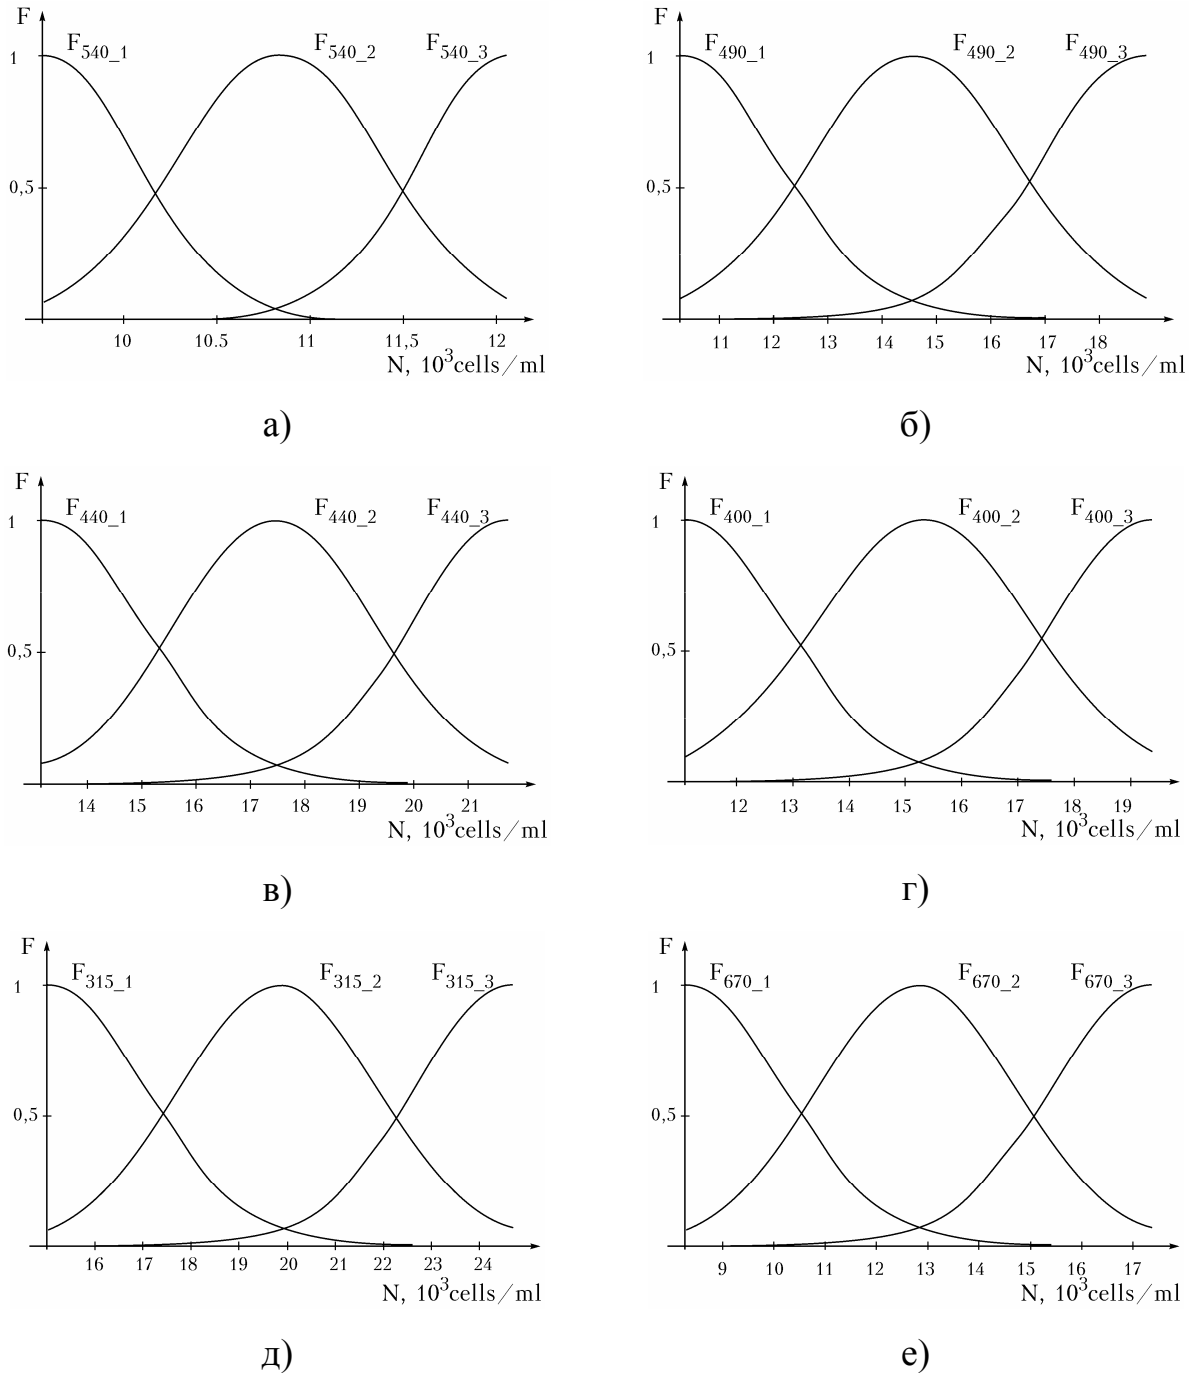 F F540_1 F540_2 F540_3
1
0,5
10 10.5 11 11,5 12
N, 10³cells/ml
а)
F F490_1 F490_2 F490_3
1
0,5
11 12 13 14 15 16 17 18
N, 10³cells/ml
б)
F F440_1 F440_2 F440_3
1
0,5
14 15 16 17 18 19 20 21
N, 10³cells/ml
в)
F F400_1 F400_2 F400_3
1
0,5
12 13 14 15 16 17 18 19
N, 10³cells/ml
г)
F F315_1 F315_2 F315_3
1
0,5
16 17 18 19 20 21 22 23 24
N, 10³cells/ml
д)
F F670_1 F670_2 F670_3
1
0,5
9 10 11 12 13 14 15 16 17
N, 10³cells/ml
е)